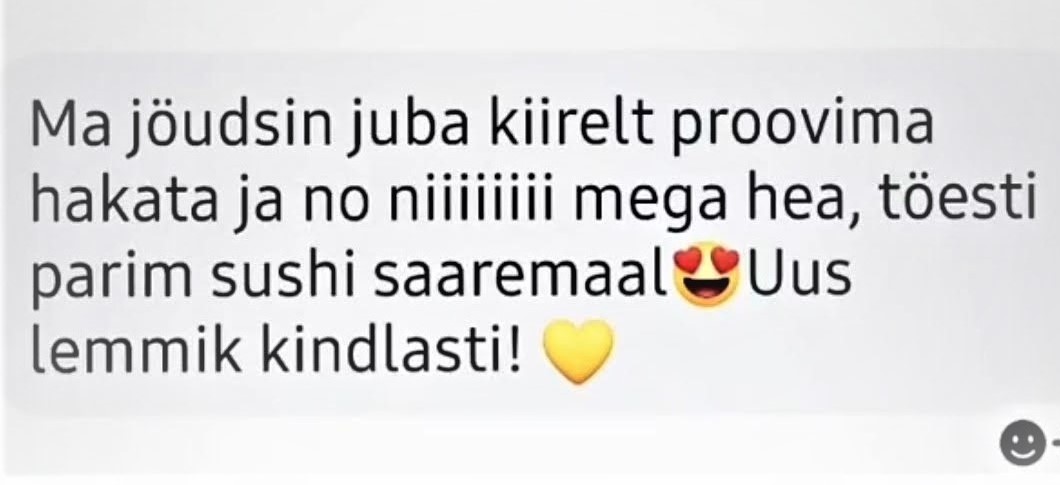 Ma jöudsin juba kiirelt proovima
hakata ja no niiiiiiii mega hea, töesti
parim sushi saaremaal😍Uus
lemmik kindlasti! 💛